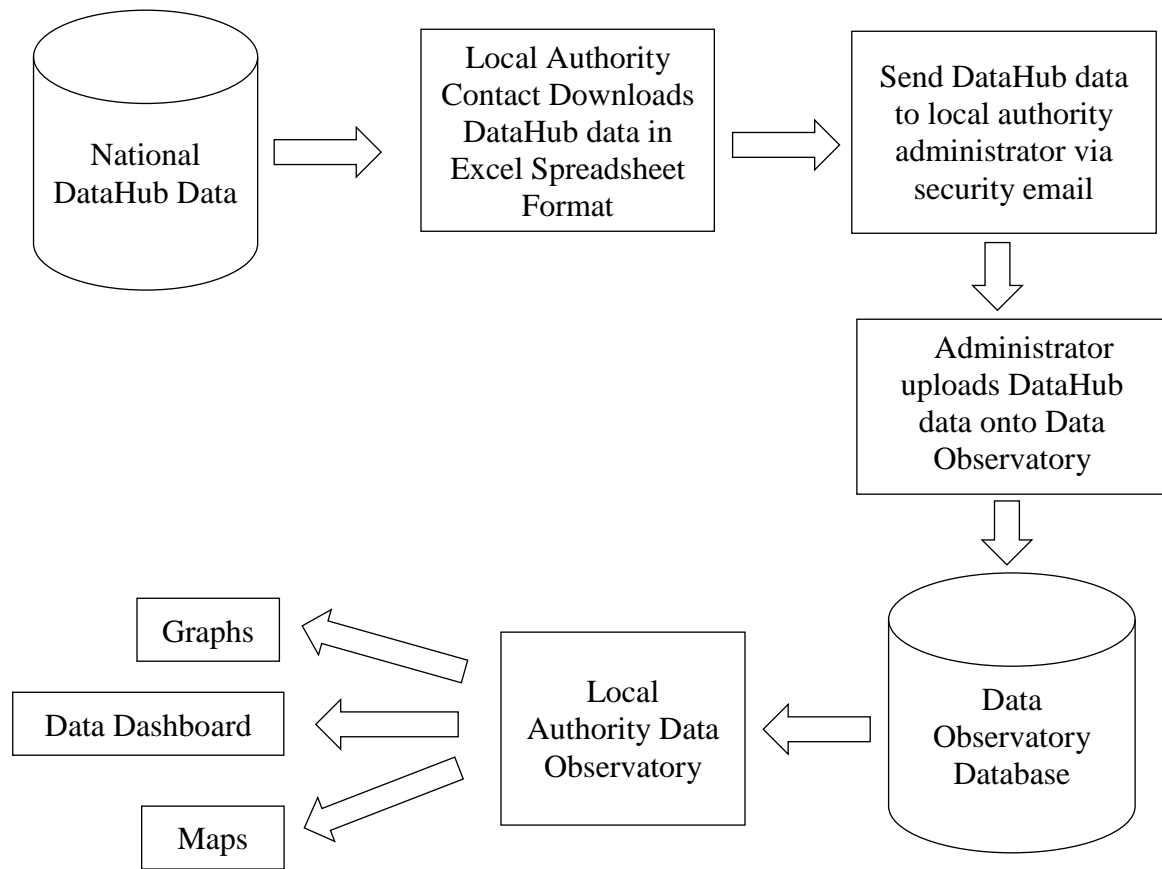 National
DataHub Data
Local Authority
Contact Downloads
DataHub data in
Excel Spreadsheet
Format
Send DataHub data
to local authority
administrator via
security email
Administrator
uploads DataHub
data onto Data
Observatory
Data
Observatory
Database
Local
Authority Data
Observatory
Graphs
Data Dashboard
Maps